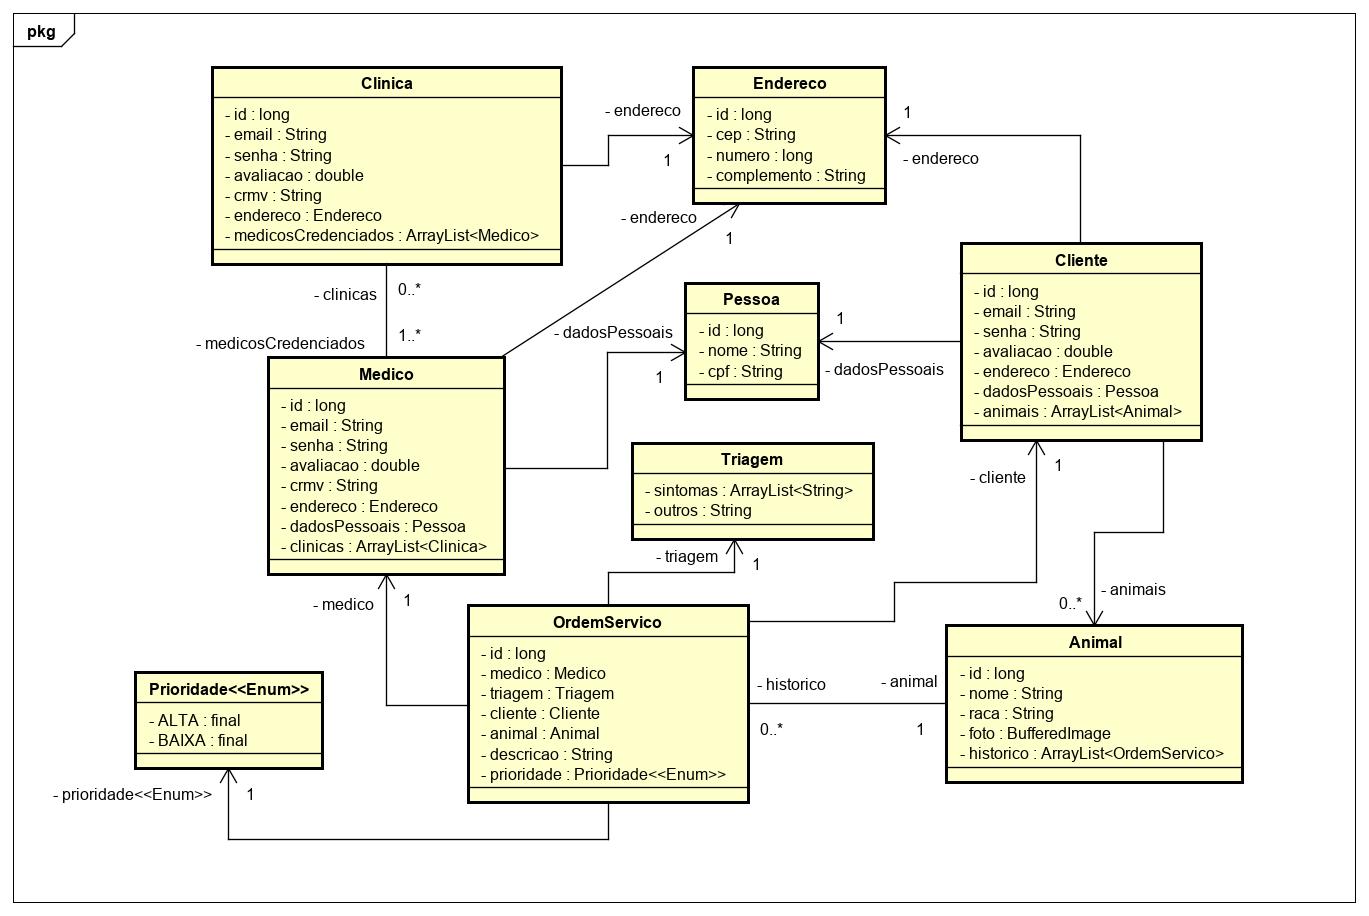 pkg
Clinica
- id : long
- email : String
- senha : String
- avaliacao : double
- crmv : String
- endereco : Endereco
- medicosCredenciados : ArrayList<Medico>
- endereco
1
Endereco
- id : long
- cep : String
- numero : long
- complemento : String
1
- endereco
- endereco
1
- clinicas
0..*
1..*
- medicosCredenciados
Pessoa
- id : long
- nome : String
- cpf : String
- dadosPessoais
1
1
- dadosPessoais
Cliente
- id : long
- email : String
- senha : String
- avaliacao : double
- endereco : Endereco
- dadosPessoais : Pessoa
- animais : ArrayList<Animal>
Medico
- id : long
- email : String
- senha : String
- avaliacao : double
- crmv : String
- endereco : Endereco
- dadosPessoais : Pessoa
- clinicas : ArrayList<Clinica>
Triagem
- sintomas : ArrayList<String>
- outros : String
- triagem
1
- cliente
1
- animais
0..*
- medico
1
OrdemServico
- id : long
- medico : Medico
- triagem : Triagem
- cliente : Cliente
- animal : Animal
- descricao : String
- prioridade : Prioridade<<Enum>>
- historico
0..*
- animal
1
Animal
- id : long
- nome : String
- raca : String
- foto : BufferedImage
- historico : ArrayList<OrdemServico>
Prioridade<<Enum>>
- ALTA : final
- BAIXA : final
- prioridade<<Enum>>
1